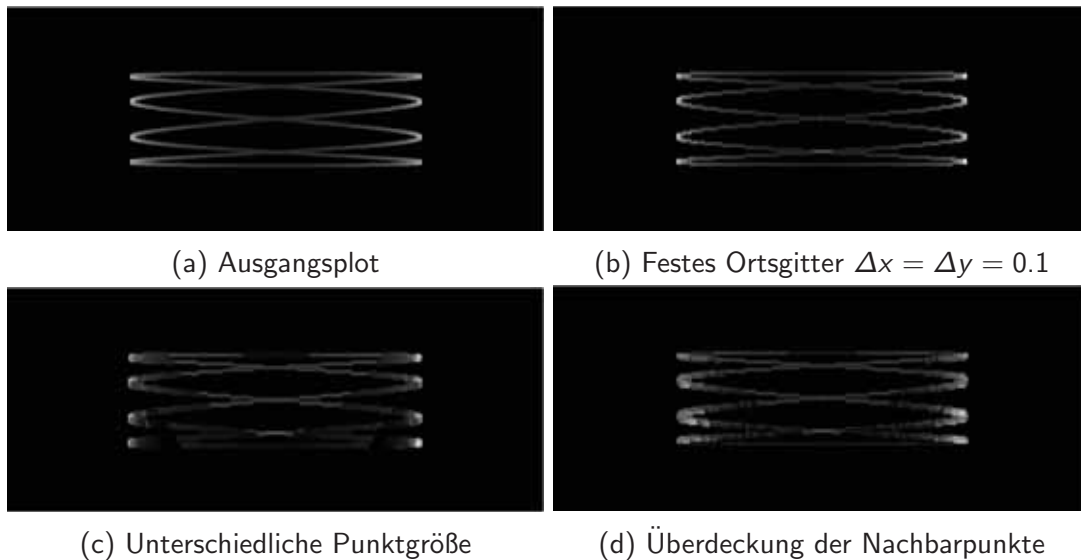 (a) Ausgangsplot
(b) Festes Ortsgitter Δx = Δy = 0.1
(c) Unterschiedliche Punktgröße
(d) Überdeckung der Nachbarpunkte